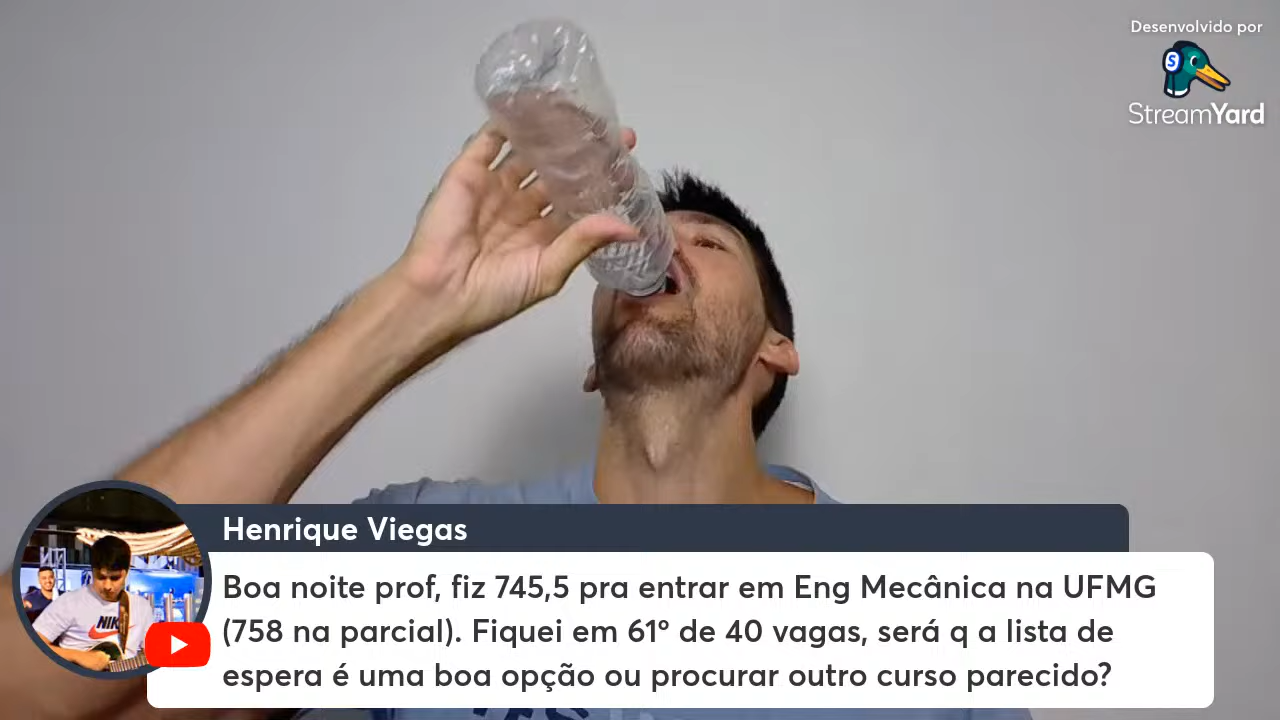 Desenvolvido por
S
StreamYard
Henrique Viegas
NIK
Boa noite prof, fiz 745,5 pra entrar em Eng Mecânica na UFMG
(758 na parcial). Fiquei em 61° de 40 vagas, será q a lista de
espera é uma boa opção ou procurar outro curso parecido?